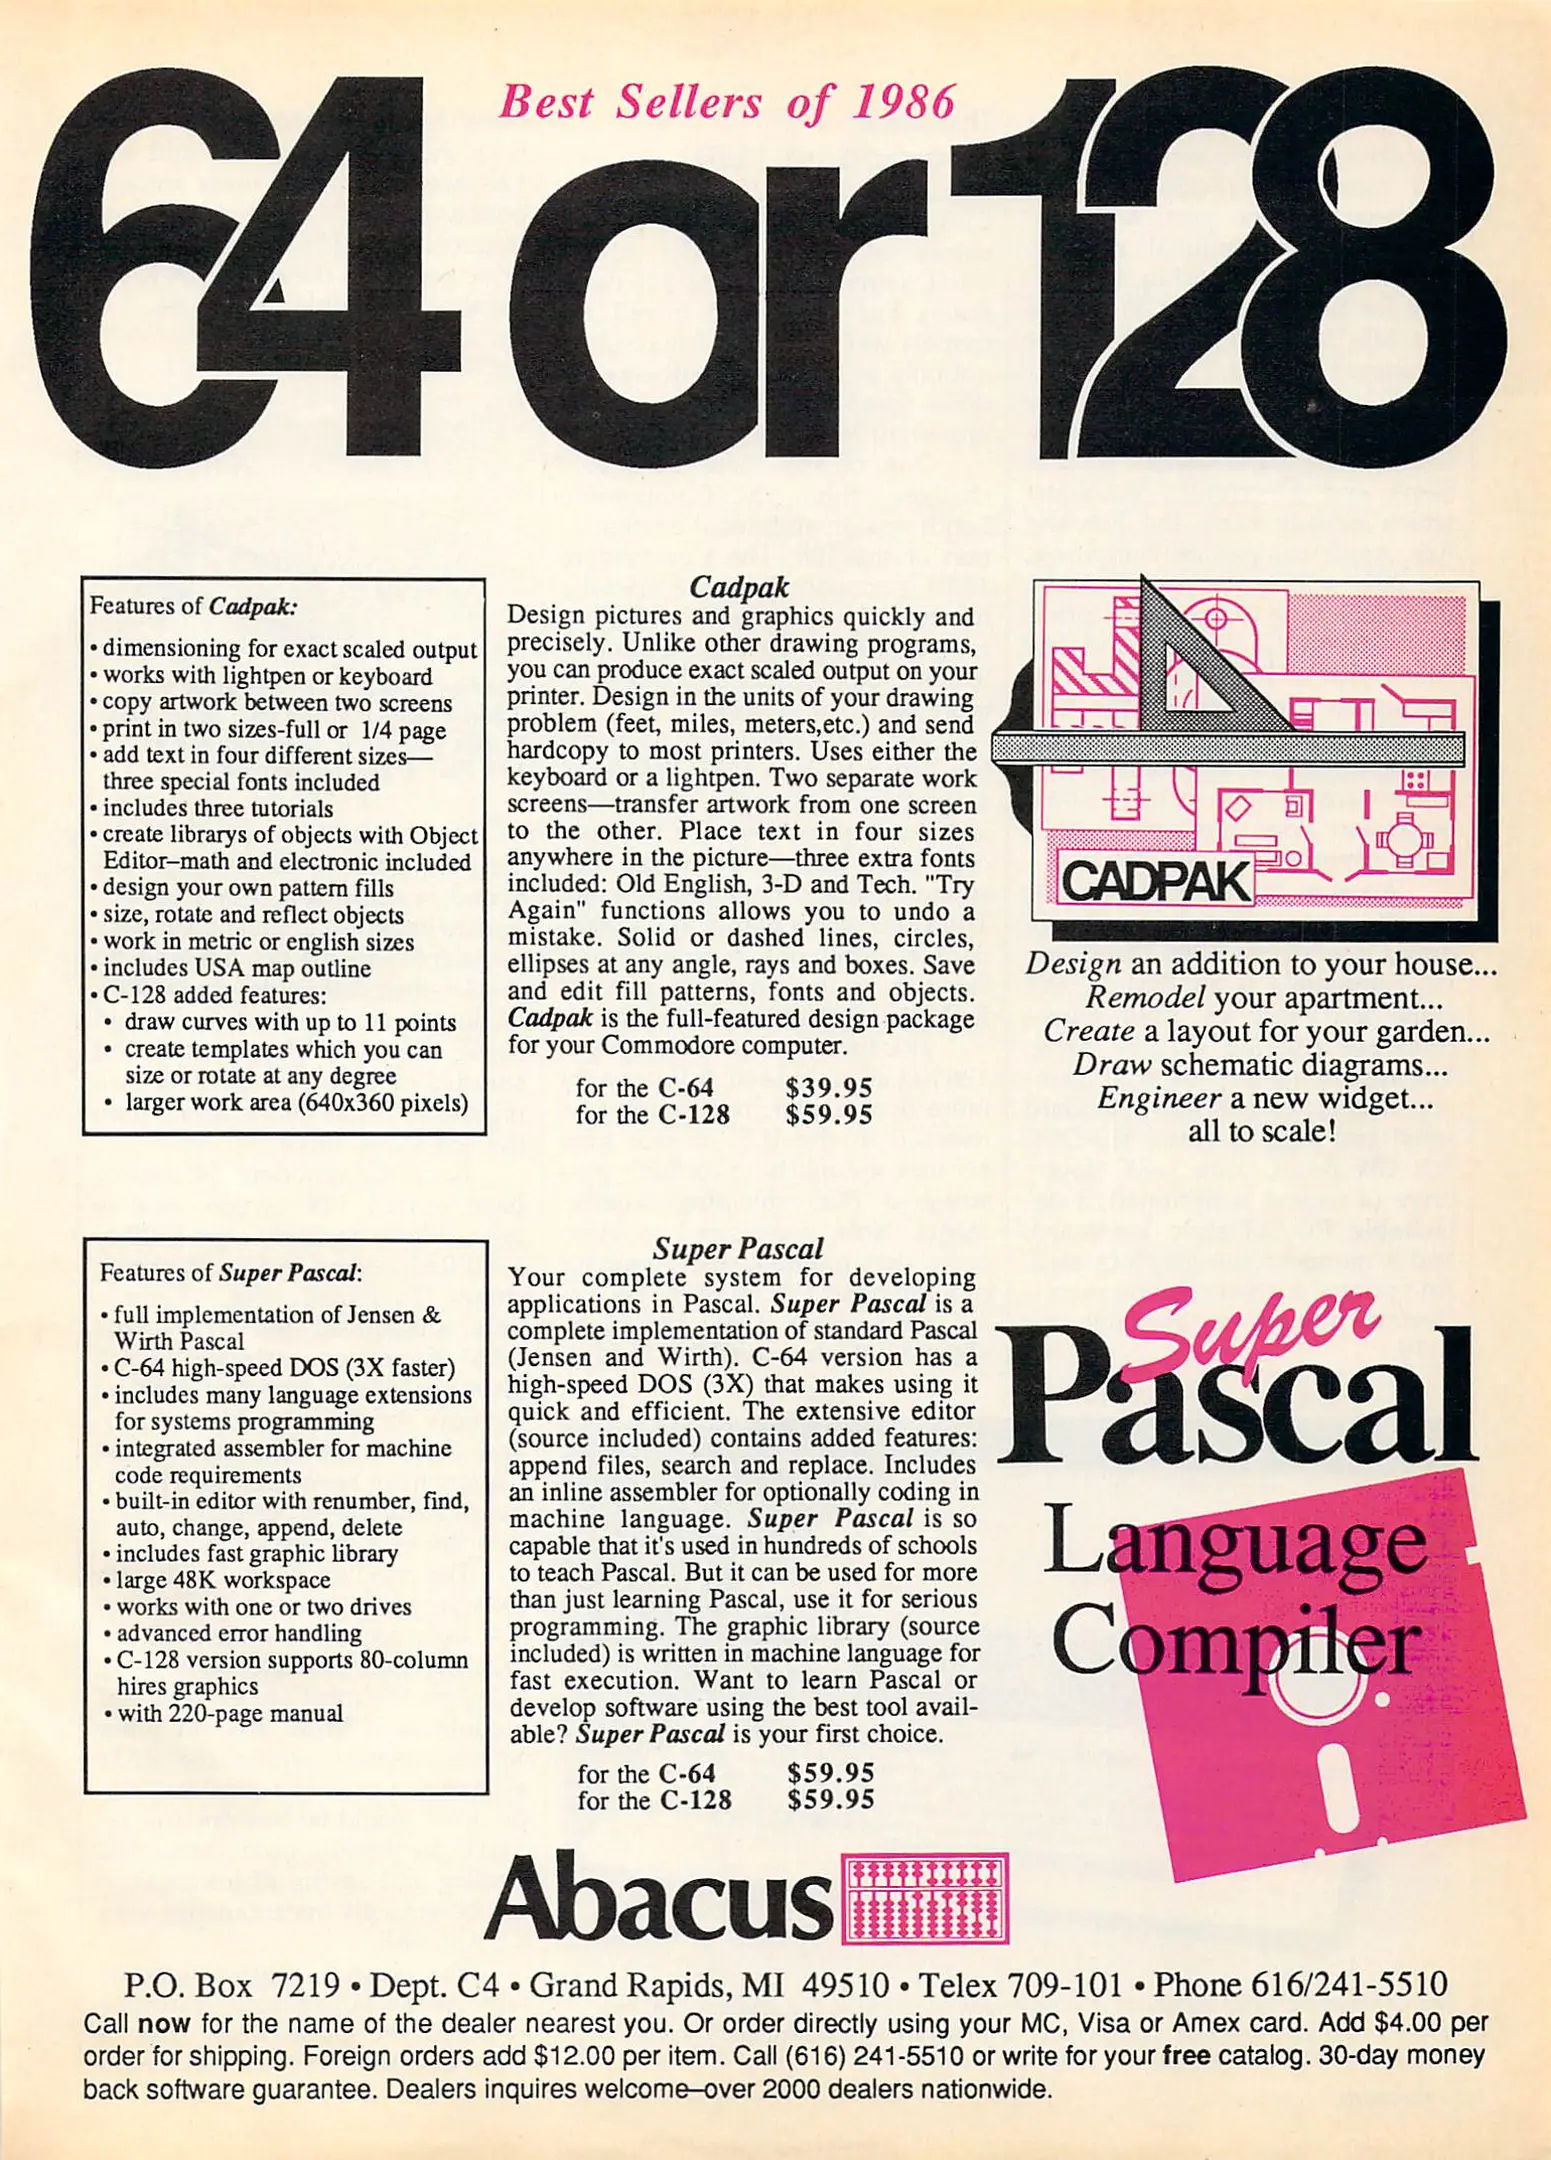 Best Sellers of 1986
64 or 128
Features of Cadpak:
• dimensioning for exact scaled output
• works with lightpen or keyboard
• copy artwork between two screens
• print in two sizes-full or 1/4 page
• add text in four different sizes—
three special fonts included
• includes three tutorials
• create librarys of objects with Object
Editor–math and electronic included
• design your own pattern fills
• size, rotate and reflect objects
• work in metric or english sizes
• includes USA map outline
• C-128 added features:
• draw curves with up to 11 points
• create templates which you can
size or rotate at any degree
• larger work area (640x360 pixels)
Cadpak
Design pictures and graphics quickly and
precisely. Unlike other drawing programs,
you can produce exact scaled output on your
printer. Design in the units of your drawing
problem (feet, miles, meters,etc.) and send
hardcopy to most printers. Uses either the
keyboard or a lightpen. Two separate work
screens—transfer artwork from one screen
to the other. Place text in four sizes
anywhere in the picture—three extra fonts
included: Old English, 3-D and Tech. "Try
Again" functions allows you to undo a
mistake. Solid or dashed lines, circles,
ellipses at any angle, rays and boxes. Save
and edit fill patterns, fonts and objects.
Cadpak is the full-featured design package
for your Commodore computer.
for the C-64 $39.95
for the C-128 $59.95
CADPAK
Design an addition to your house...
Remodel your apartment...
Create a layout for your garden...
Draw schematic diagrams...
Engineer a new widget...
all to scale!
Features of Super Pascal:
• full implementation of Jensen &
Wirth Pascal
• C-64 high-speed DOS (3X faster)
• includes many language extensions
for systems programming
• integrated assembler for machine
code requirements
• built-in editor with renumber, find,
auto, change, append, delete
• includes fast graphic library
• large 48K workspace
• works with one or two drives
• advanced error handling
• C-128 version supports 80-column
hires graphics
• with 220-page manual
Super Pascal
Your complete system for developing
applications in Pascal. Super Pascal is a
complete implementation of standard Pascal
(Jensen and Wirth). C-64 version has a
high-speed DOS (3X) that makes using it
quick and efficient. The extensive editor
(source included) contains added features:
append files, search and replace. Includes
an inline assembler for optionally coding in
machine language. Super Pascal is so
capable that it's used in hundreds of schools
to teach Pascal. But it can be used for more
than just learning Pascal, use it for serious
programming. The graphic library (source
included) is written in machine language for
fast execution. Want to learn Pascal or
develop software using the best tool avail-
able? Super Pascal is your first choice.
for the C-64 $59.95
for the C-128 $59.95
Super
Pascal
Language
Compiler
Abacus
P.O. Box 7219 • Dept. C4 • Grand Rapids, MI 49510 • Telex 709-101 • Phone 616/241-5510
Call now for the name of the dealer nearest you. Or order directly using your MC, Visa or Amex card. Add $4.00 per
order for shipping. Foreign orders add $12.00 per item. Call (616) 241-5510 or write for your free catalog. 30-day money
back software guarantee. Dealers inquires welcome–over 2000 dealers nationwide.